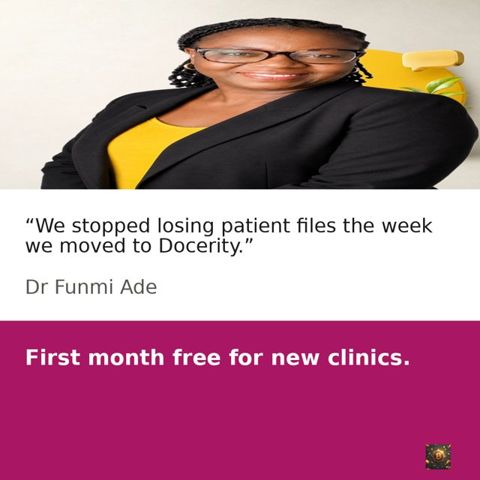 “We stopped losing patient files the week
we moved to Docerity.”
Dr Funmi Ade
First month free for new clinics.